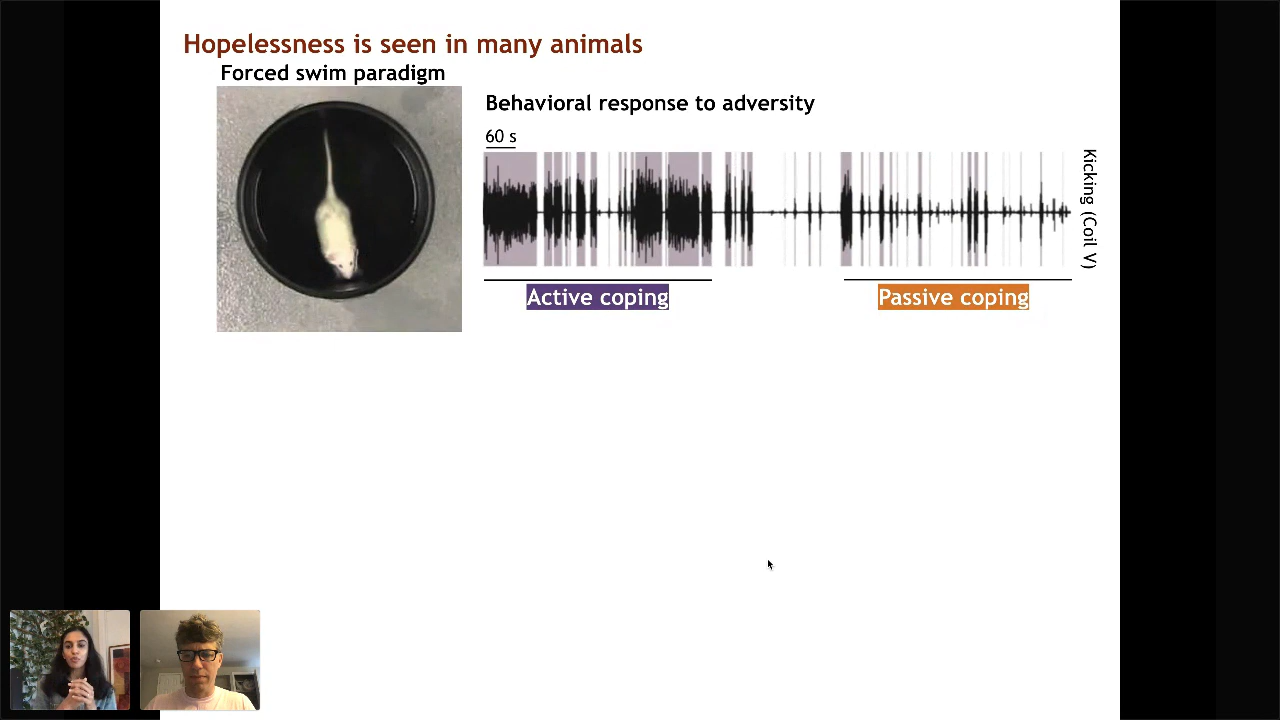 Hopelessness is seen in many animals
Forced swim paradigm
Behavioral response to adversity
60 s
Kicking (Coil V)
Active coping
Passive coping